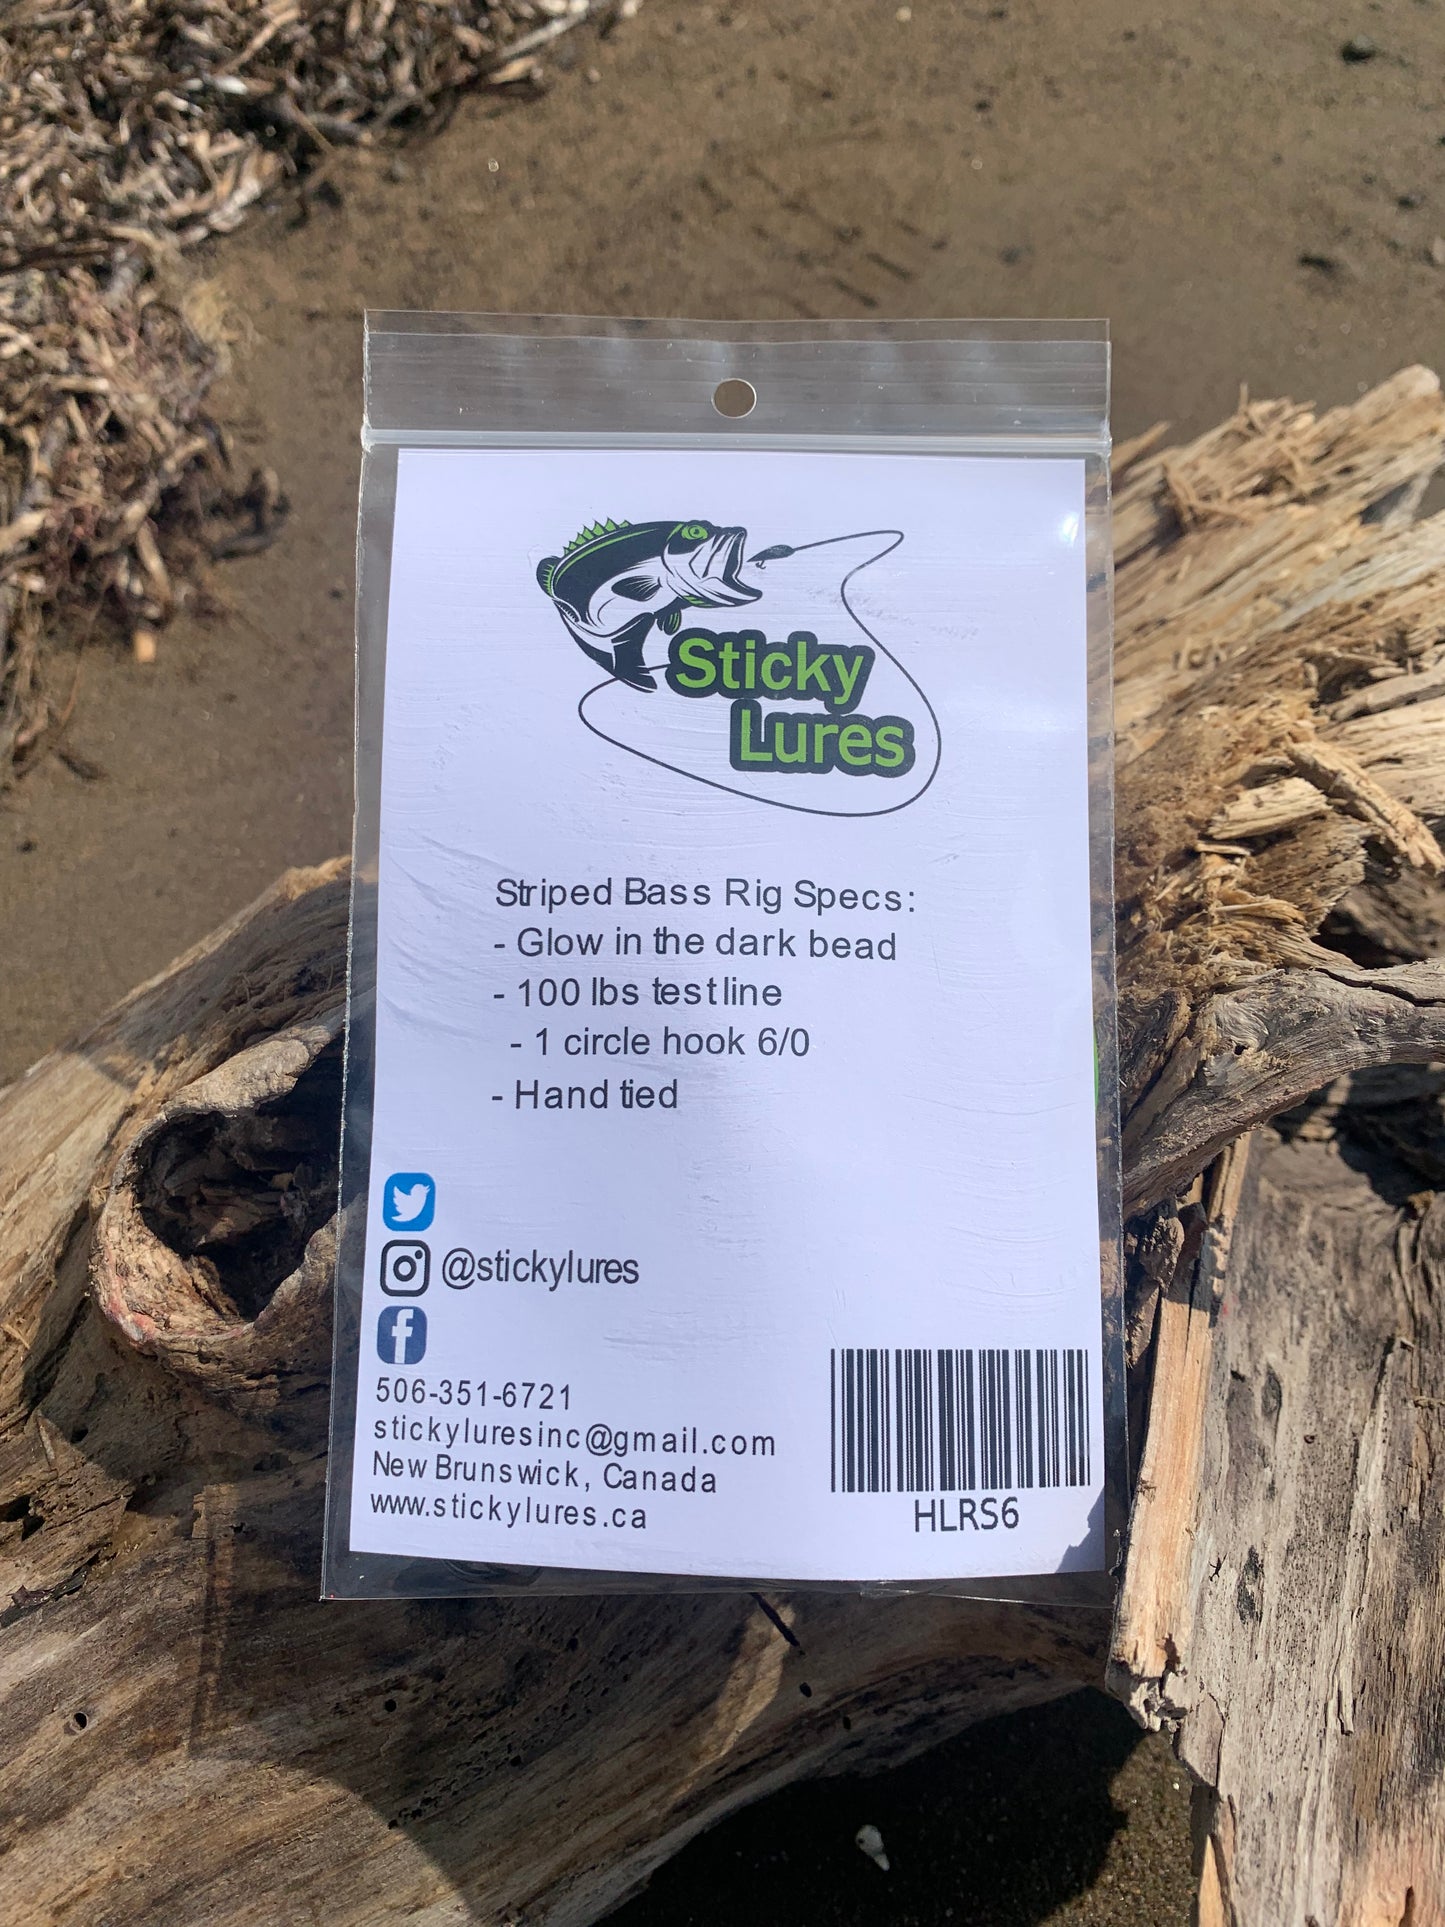 Sticky
Lures
Striped Bass Rig Specs:
- Glow in the dark bead
- 100 lbs test line
- 1 circle hook 6/0
- Hand tied
@stickylures
506-351-6721
stickyluresinc@gmail.com
New Brunswick, Canada
www.stickylures.ca
HLRS6